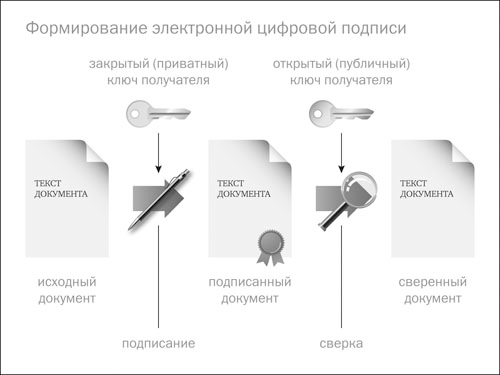 Формирование электронной цифровой подписи
закрытый (приватный)
ключ получателя
открытый (публичный)
ключ получателя
ТЕКСТ
ДОКУМЕНТА
ТЕКСТ
ДОКУМЕНТА
ТЕКСТ
ДОКУМЕНТА
исходный
документ
подписанный
документ
сверенный
документ
подписание
сверка